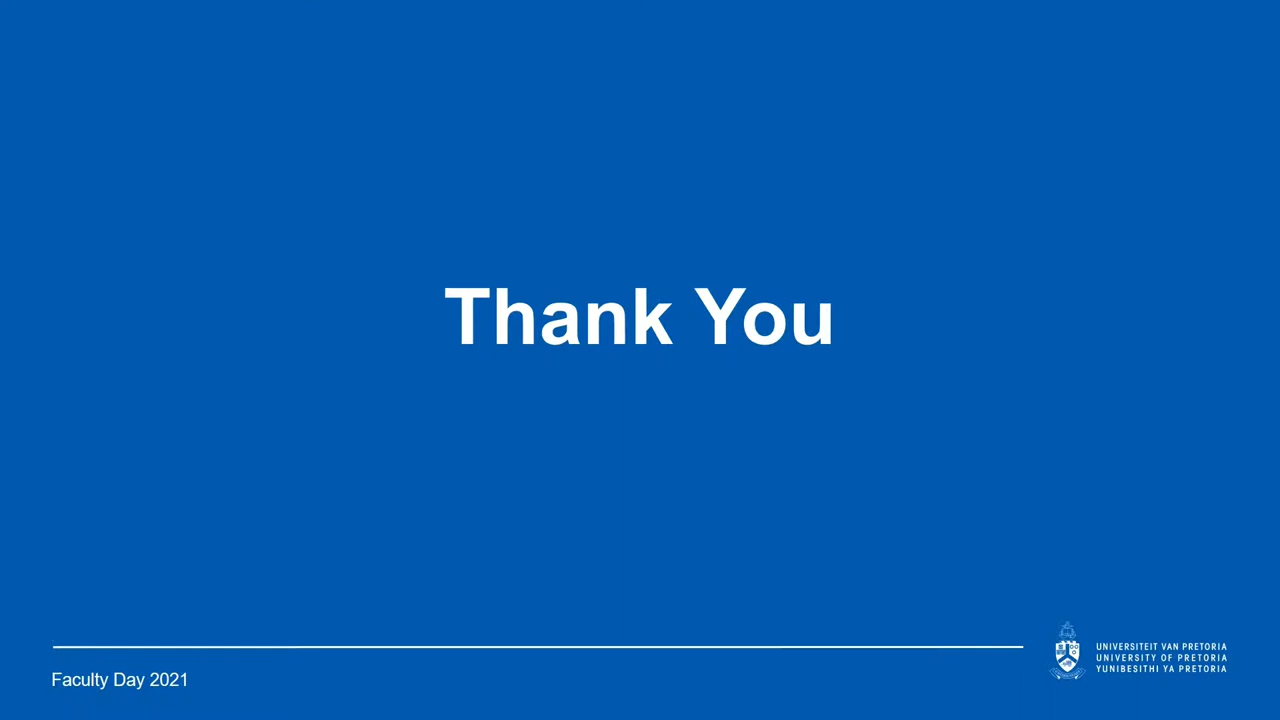 Thank You
Faculty Day 2021
UNIVERSITEIT VAN PRETORIA
UNIVERSITY OF PRETORIA
YUNIBESITHI YA PRETORIA